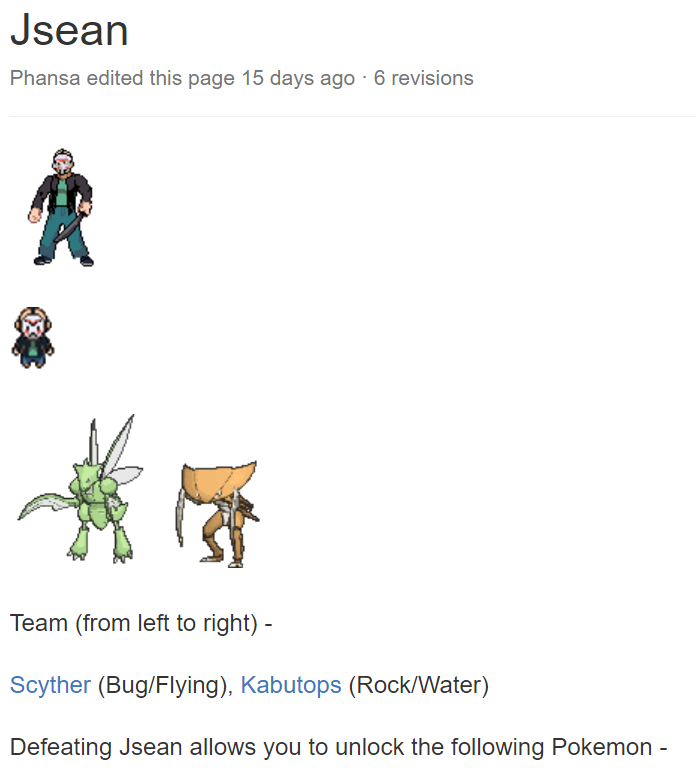 Jsean
Phansa edited this page 15 days ago · 6 revisions
Team (from left to right) -
Scyther (Bug/Flying), Kabutops (Rock/Water)
Defeating Jsean allows you to unlock the following Pokemon -